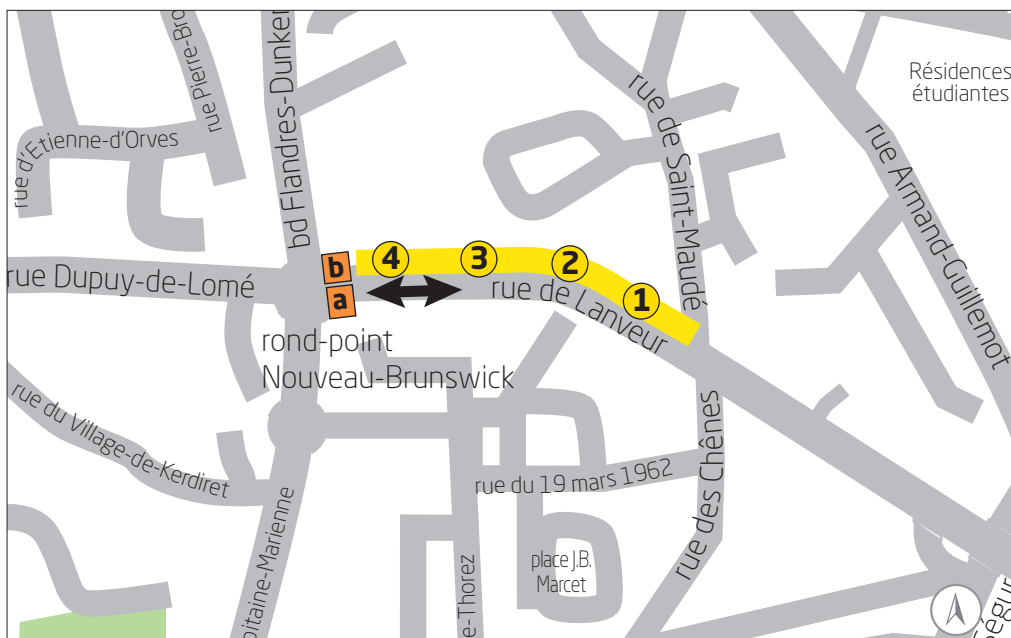 rue Pierre-Bro
bd Flandres-Dunker
rue de Saint-Maudé
Résidences
étudiantes
rue d'Etienne-d'Orves
rue Armand-Guillemot
b
4
3
2
rue Dupuy-de-Lomé
a
rue de Lanveur
1
rond-point
Nouveau-Brunswick
rue du Village-de-Kerdiret
rue du 19 mars 1962
rue des Chênes
place J.B.
Marcet
pitaine-Marienne
e-Thorez
Segur